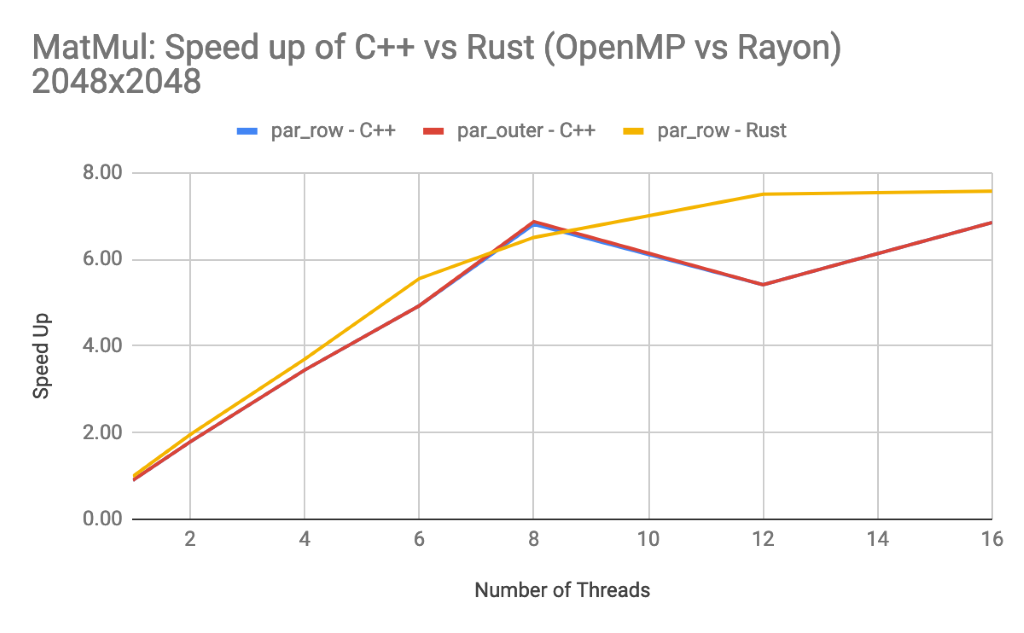 MatMul: Speed up of C++ vs Rust (OpenMP vs Rayon)
2048x2048
par_row - C++ par_outer - C++ par_row - Rust
8.00
6.00
4.00
2.00
0.00
Speed Up
2 4 6 8 10 12 14 16
Number of Threads